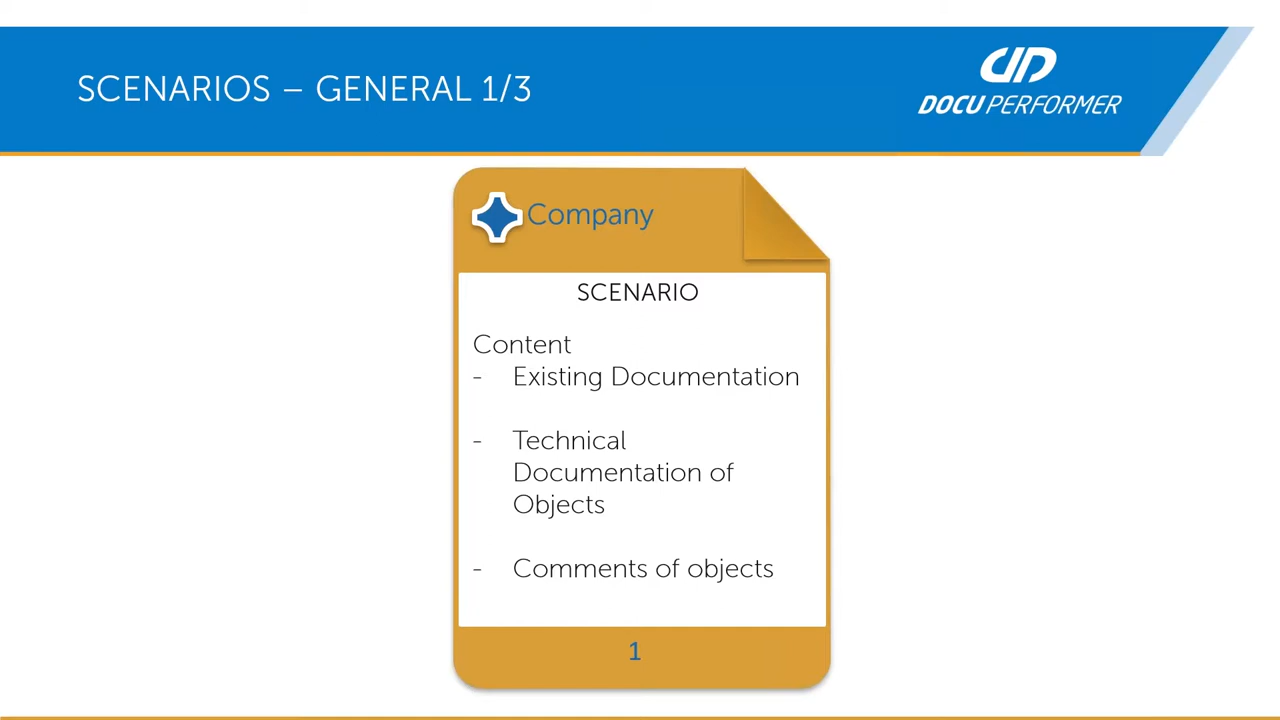 SCENARIOS – GENERAL 1/3
DOCU PERFORMER
Company
SCENARIO
Content
- Existing Documentation
- Technical
Documentation of
Objects
- Comments of objects
1